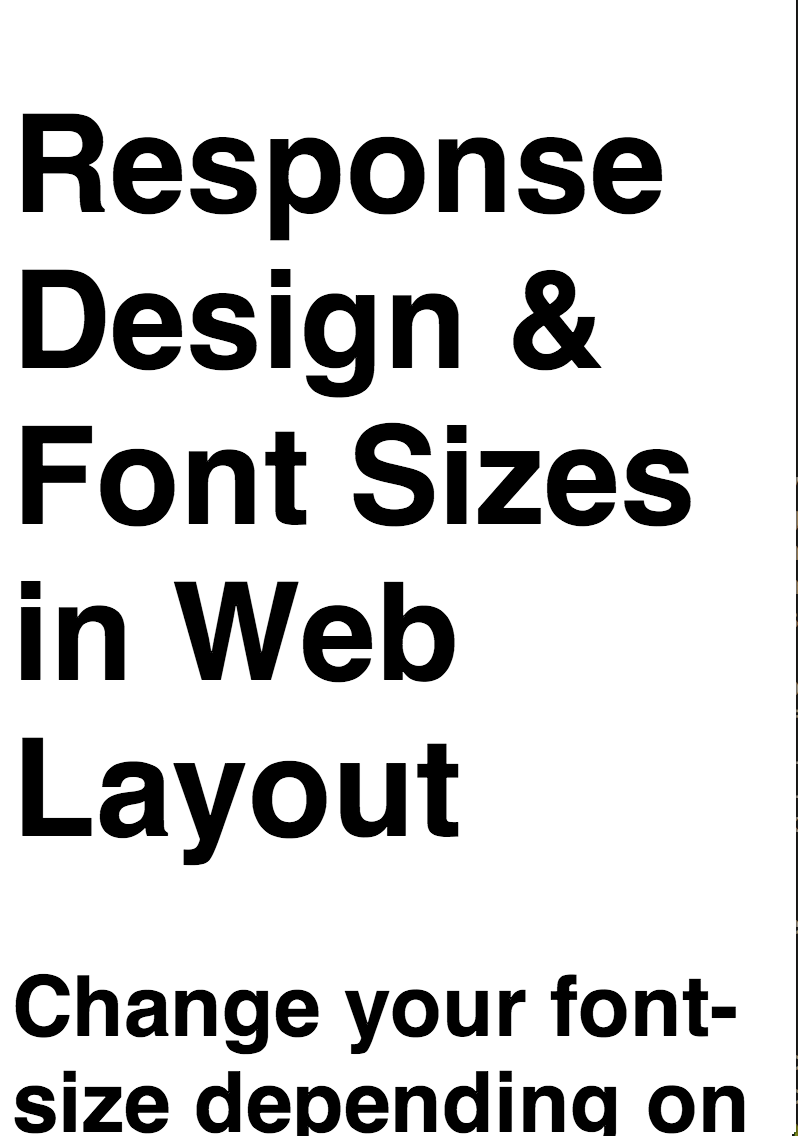 Response
Design &
Font Sizes
in Web
Layout
Change your font-
size depending on